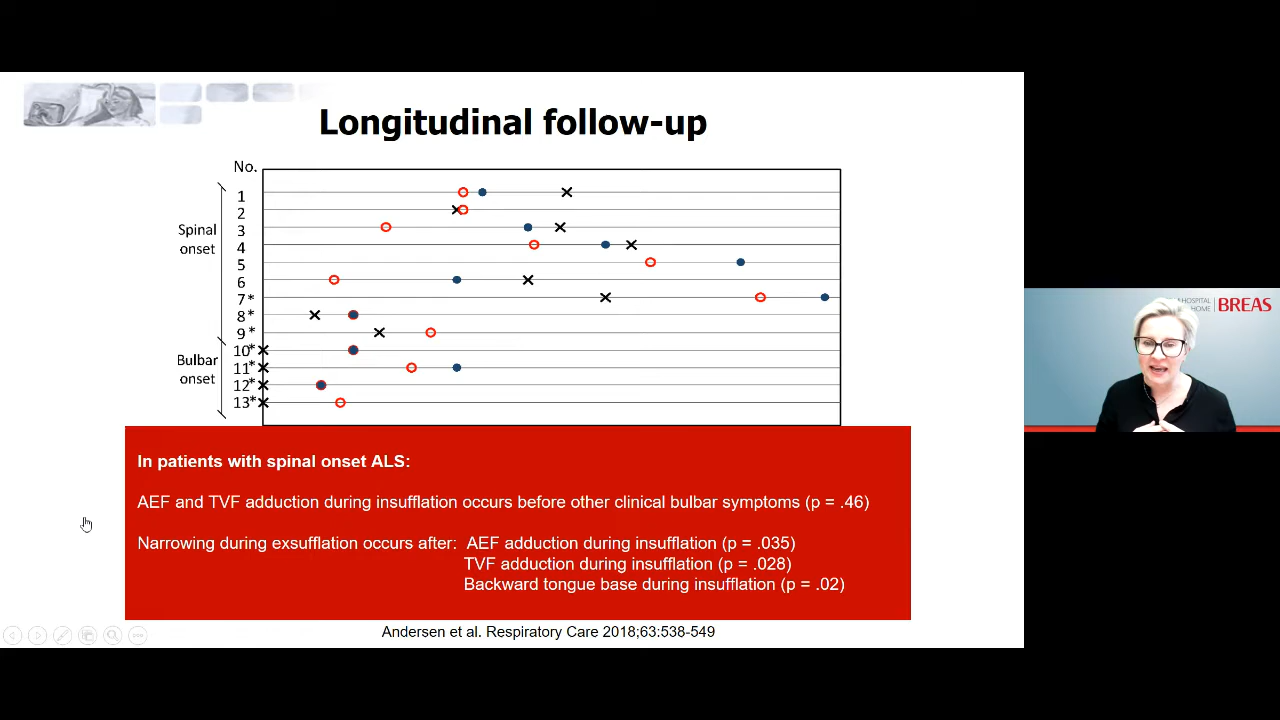 Longitudinal follow-up
No.
Spinal
onset
1
2
3
4
5
6
7*
8*
9*
Bulbar
onset
10*
11*
12*
13*
In patients with spinal onset ALS:
AEF and TVF adduction during insufflation occurs before other clinical bulbar symptoms (p = .46)
Narrowing during exsufflation occurs after: AEF adduction during insufflation (p = .035)
TVF adduction during insufflation (p = .028)
Backward tongue base during insufflation (p = .02)
Andersen et al. Respiratory Care 2018;63:538-549
HOSPITAL
HOME
BREAS